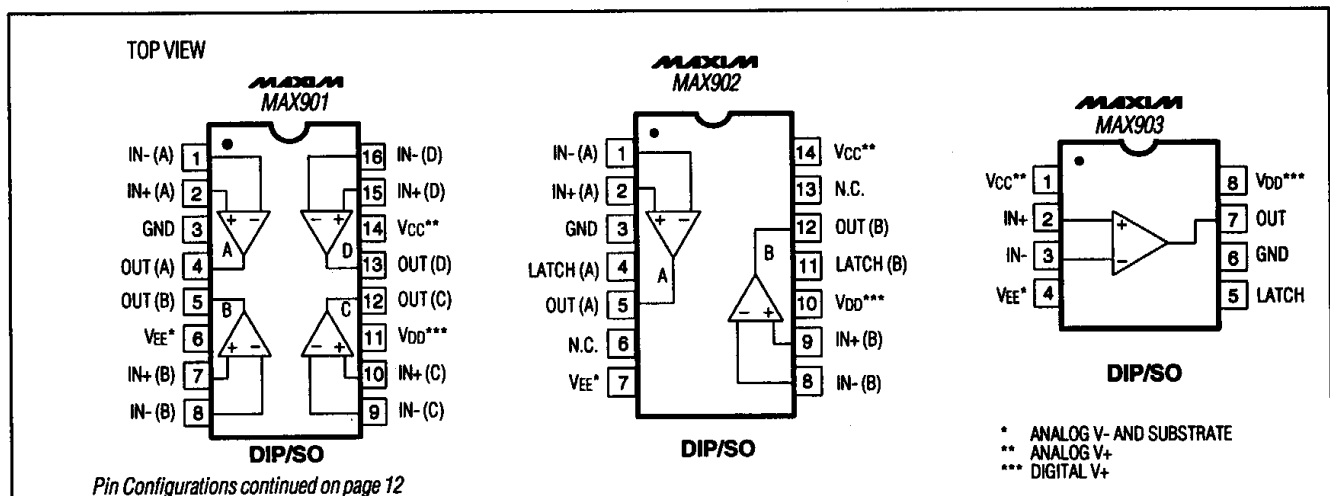 TOP VIEW
MAXIM
MAX901
IN- (A) 1
IN+ (A) 2
GND 3
OUT (A) 4
OUT (B) 5
VEE* 6
IN+ (B) 7
IN- (B) 8
16 IN- (D)
15 IN+ (D)
14 VCC**
13 OUT (D)
12 OUT (C)
11 VDD***
10 IN+ (C)
9 IN- (C)
+ − A
+ − D
B + −
C − +
DIP/SO
Pin Configurations continued on page 12
MAXIM
MAX902
IN- (A) 1
IN+ (A) 2
GND 3
LATCH (A) 4
OUT (A) 5
N.C. 6
VEE* 7
14 VCC**
13 N.C.
12 OUT (B)
11 LATCH (B)
10 VDD***
9 IN+ (B)
8 IN- (B)
+ − A
B − +
DIP/SO
MAXIM
MAX903
VCC** 1
IN+ 2
IN- 3
VEE* 4
8 VDD***
7 OUT
6 GND
5 LATCH
+
−
DIP/SO
* ANALOG V- AND SUBSTRATE
** ANALOG V+
*** DIGITAL V+